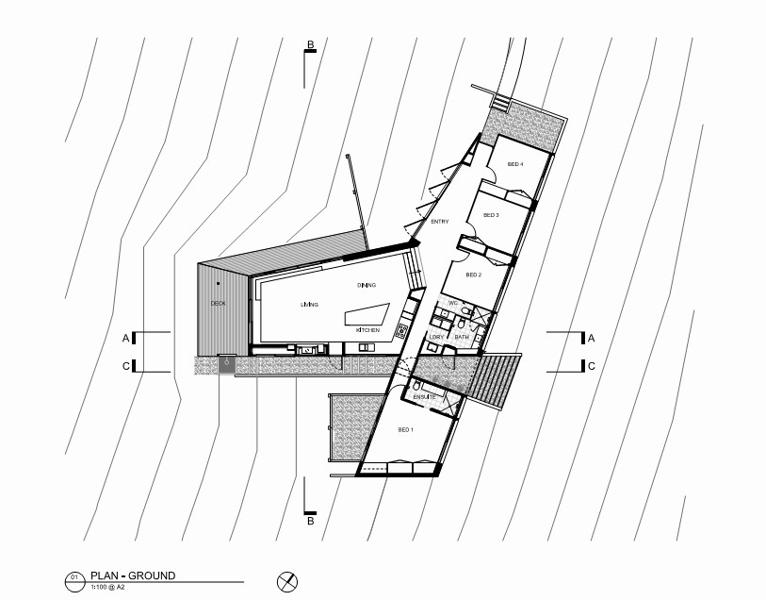 B
BED 4
BED 3
ENTRY
BED 2
DINING
DECK
LIVING
WC
KITCHEN
LDRY
BATH
A
A
C
C
ENSUITE
BED 1
B
01
PLAN - GROUND
1:100 @ A2